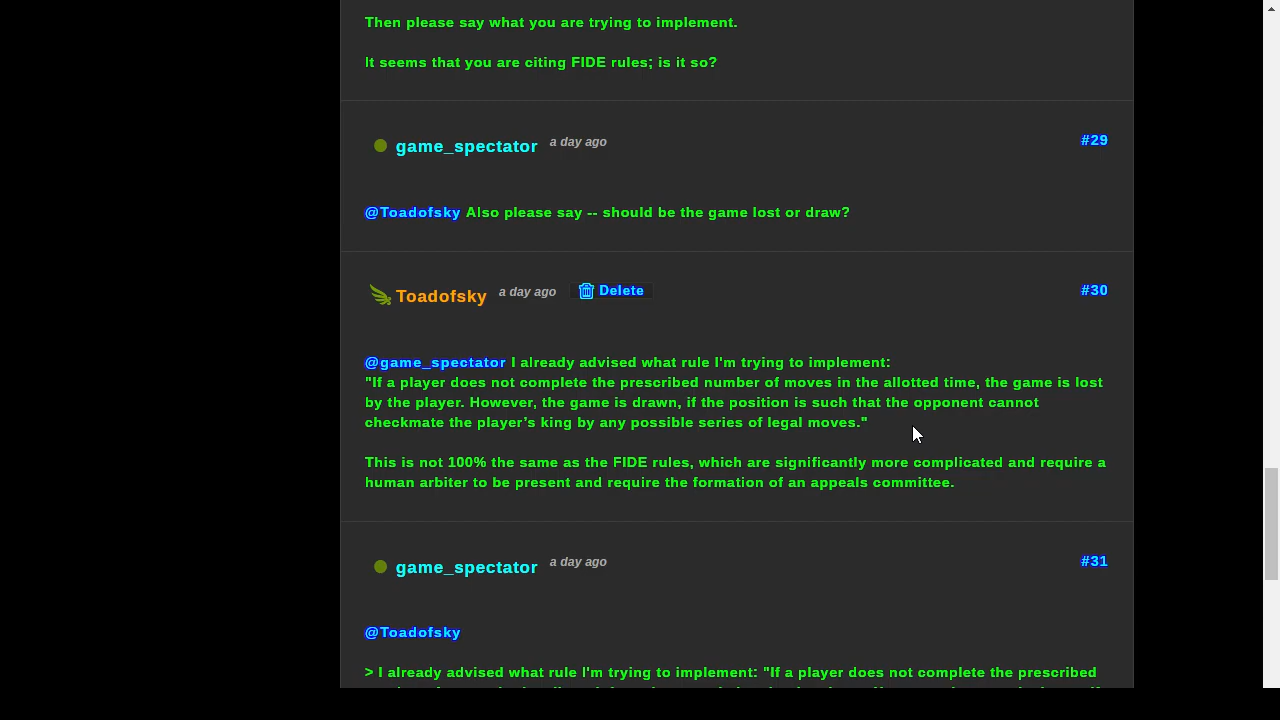 Then please say what you are trying to implement.
It seems that you are citing FIDE rules; is it so?
game_spectator a day ago #29
@Toadofsky Also please say -- should be the game lost or draw?
Toadofsky a day ago Delete #30
@game_spectator I already advised what rule I'm trying to implement:
"If a player does not complete the prescribed number of moves in the allotted time, the game is lost
by the player. However, the game is drawn, if the position is such that the opponent cannot
checkmate the player’s king by any possible series of legal moves."
This is not 100% the same as the FIDE rules, which are significantly more complicated and require a
human arbiter to be present and require the formation of an appeals committee.
game_spectator a day ago #31
@Toadofsky
> I already advised what rule I'm trying to implement: "If a player does not complete the prescribed